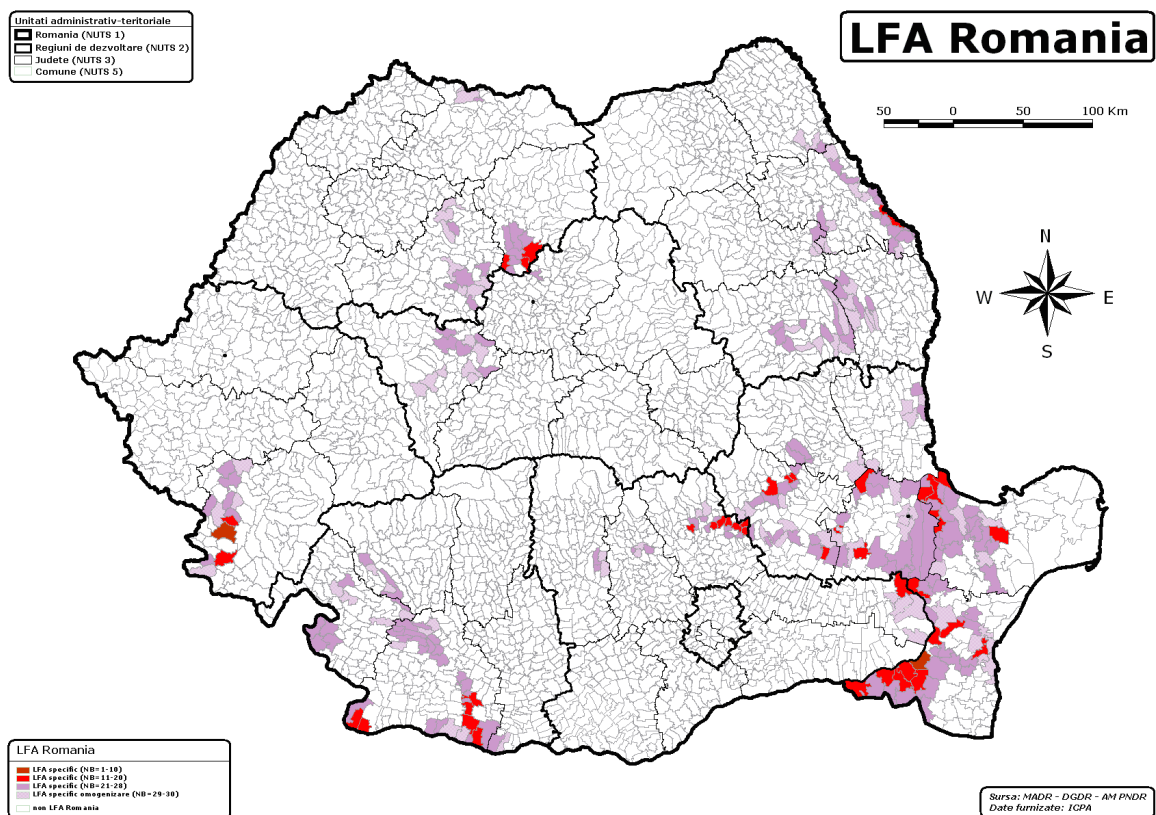 Unitati administrativ-teritoriale
Romania (NUTS 1)
Regiuni de dezvoltare (NUTS 2)
Judete (NUTS 3)
Comune (NUTS 5)
LFA Romania
50 0 50 100 Km
N
W E
S
LFA Romania
LFA specific (NB=1-10)
LFA specific (NB=11-20)
LFA specific (NB=21-28)
LFA specific omogenizare (NB=29-30)
non LFA Romania
Sursa: MADR - DGDR - AM PNDR
Date furnizate: ICPA